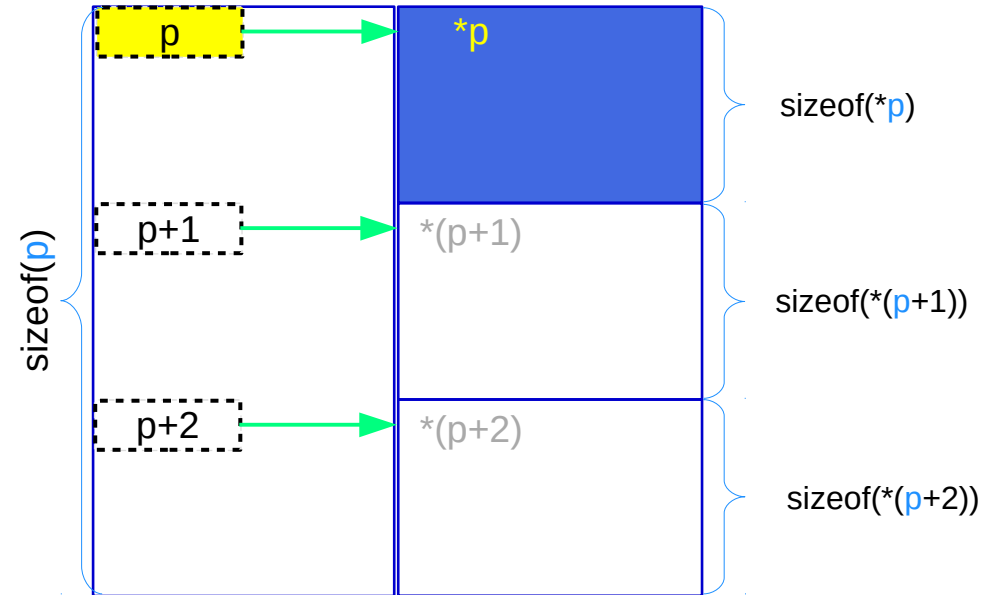 p
*p
sizeof(*p)
p+1
*(p+1)
sizeof(p)
sizeof(*(p+1))
p+2
*(p+2)
sizeof(*(p+2))